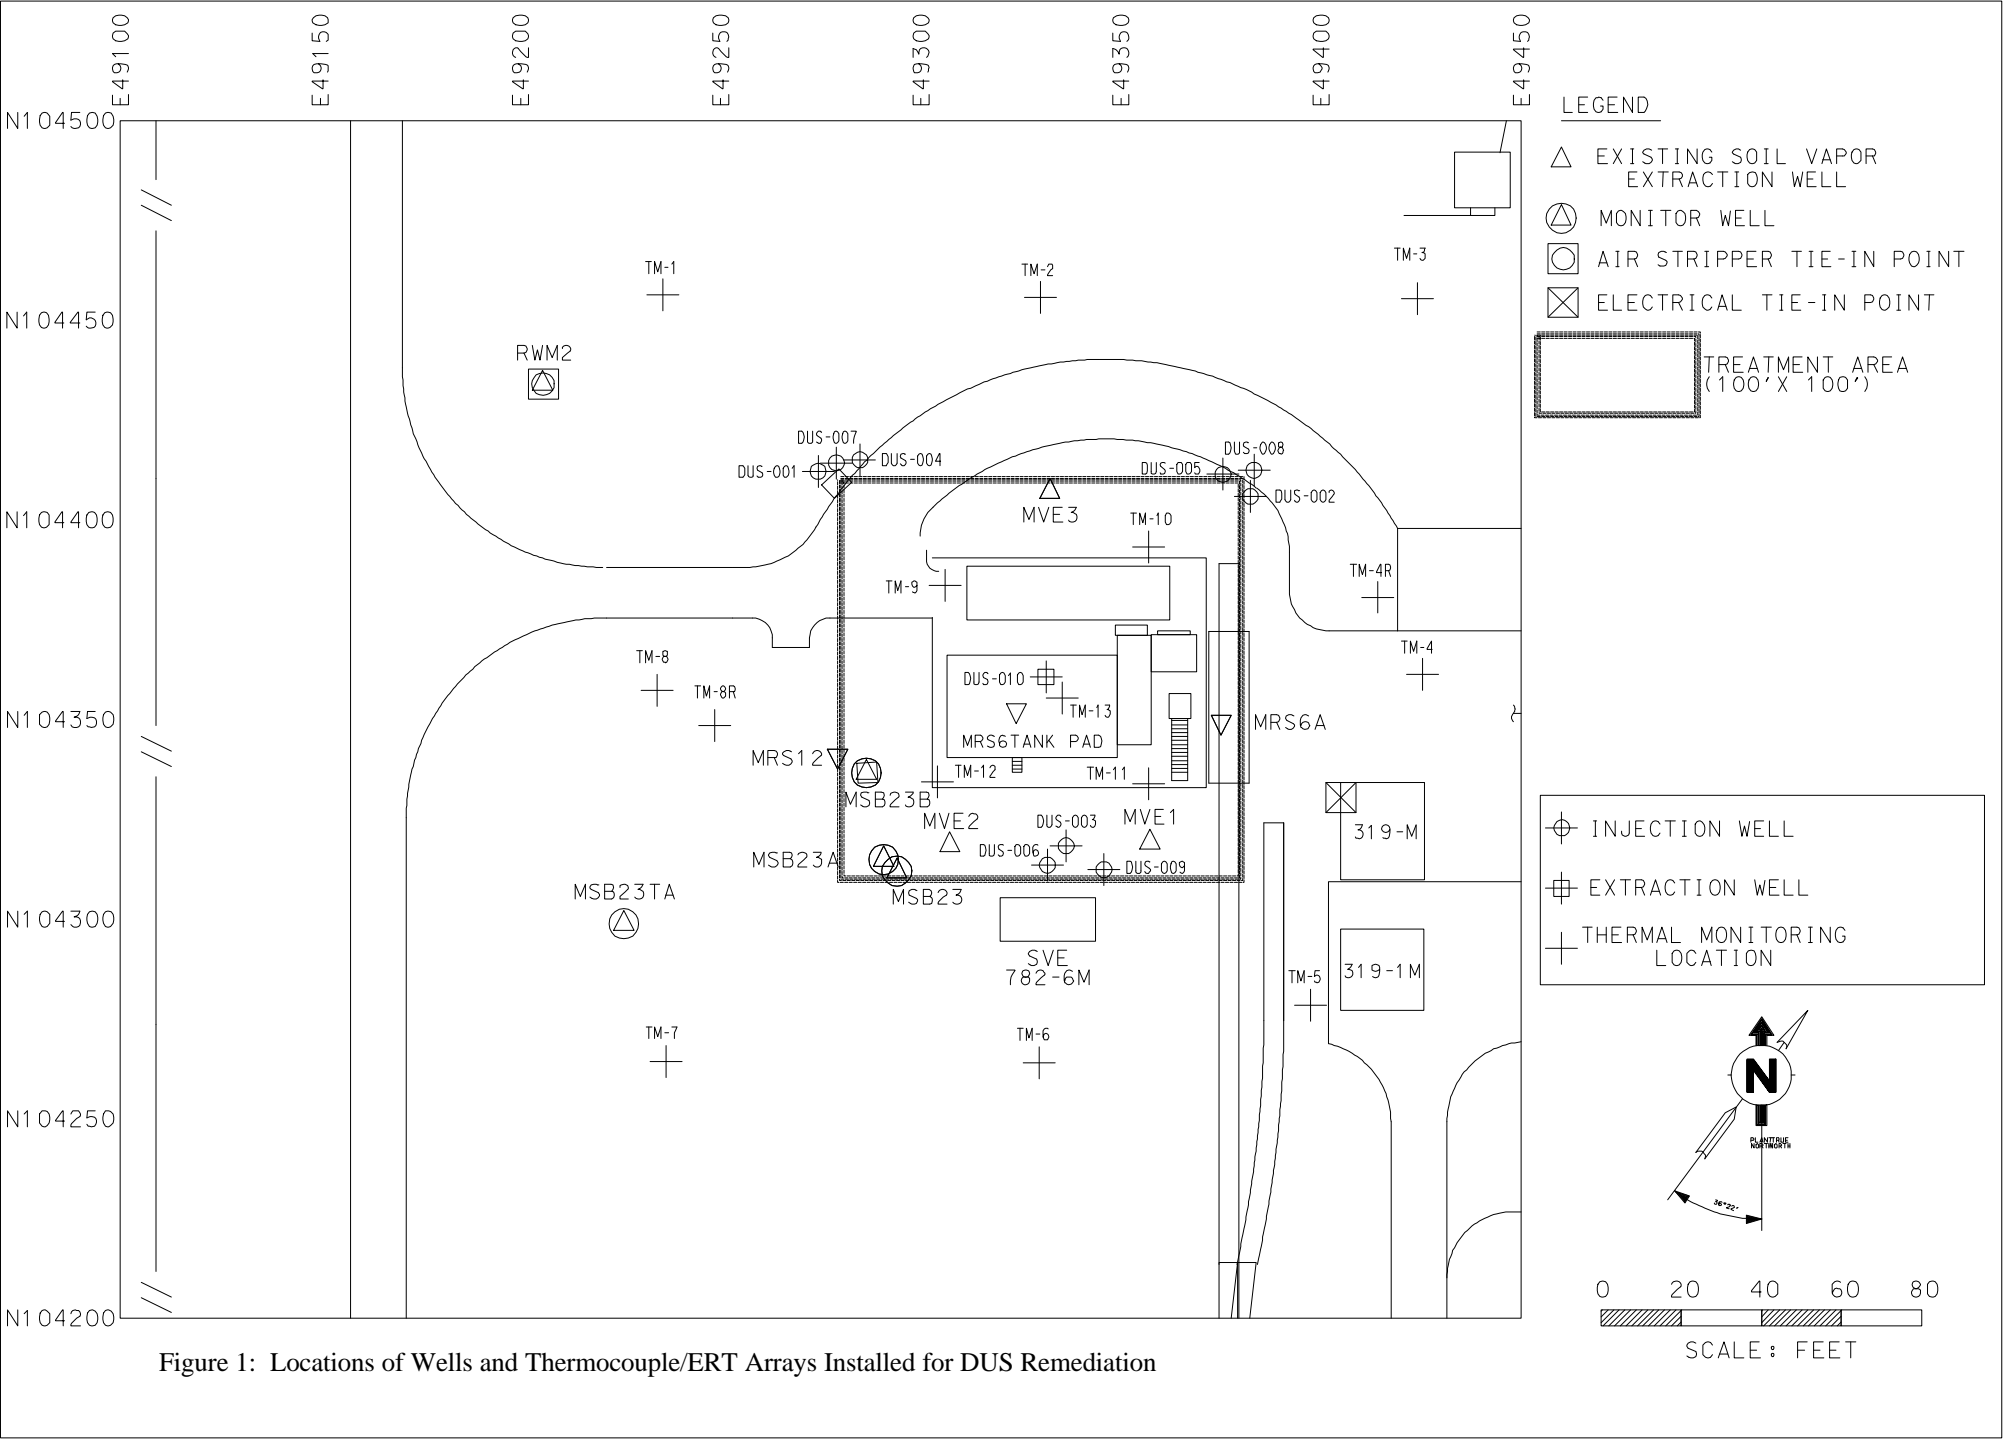 E49100
E49150
E49200
E49250
E49300
E49350
E49400
E49450
N104500
N104450
N104400
N104350
N104300
N104250
N104200
LEGEND
EXISTING SOIL VAPOR
EXTRACTION WELL
MONITOR WELL
AIR STRIPPER TIE-IN POINT
ELECTRICAL TIE-IN POINT
TREATMENT AREA
(100'X 100')
TM-1
TM-2
TM-3
RWM2
DUS-007
DUS-001
DUS-004
DUS-008
DUS-005
DUS-002
MVE3
TM-10
TM-9
TM-4R
TM-4
TM-8
TM-8R
DUS-010
TM-13
MRS6TANK PAD
MRS6A
MRS12
TM-12
TM-11
MSB23B
MVE2
DUS-003
MVE1
319-M
MSB23A
DUS-006
DUS-009
MSB23
MSB23TA
SVE
782-6M
319-1M
TM-5
TM-7
TM-6
INJECTION WELL
EXTRACTION WELL
THERMAL MONITORING
LOCATION
N
36°22'
0 20 40 60 80
SCALE: FEET
Figure 1: Locations of Wells and Thermocouple/ERT Arrays Installed for DUS Remediation